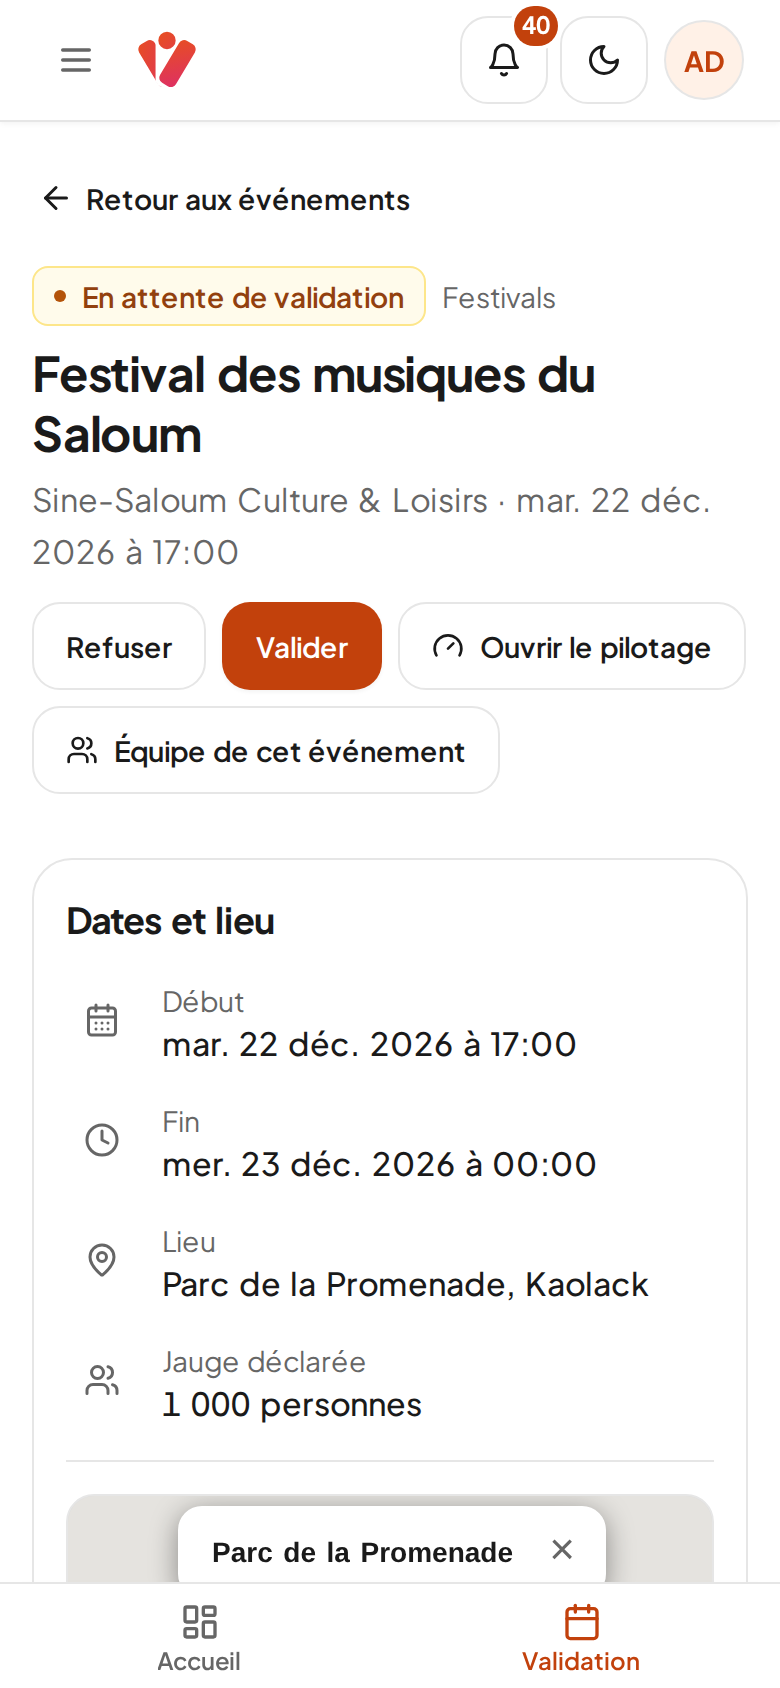 40
AD
Retour aux événements
En attente de validation Festivals
Festival des musiques du
Saloum
Sine-Saloum Culture & Loisirs · mar. 22 déc.
2026 à 17:00
Refuser Valider Ouvrir le pilotage
Équipe de cet événement
Dates et lieu
Début
mar. 22 déc. 2026 à 17:00
Fin
mer. 23 déc. 2026 à 00:00
Lieu
Parc de la Promenade, Kaolack
Jauge déclarée
1 000 personnes
Parc de la Promenade ×
Accueil Validation